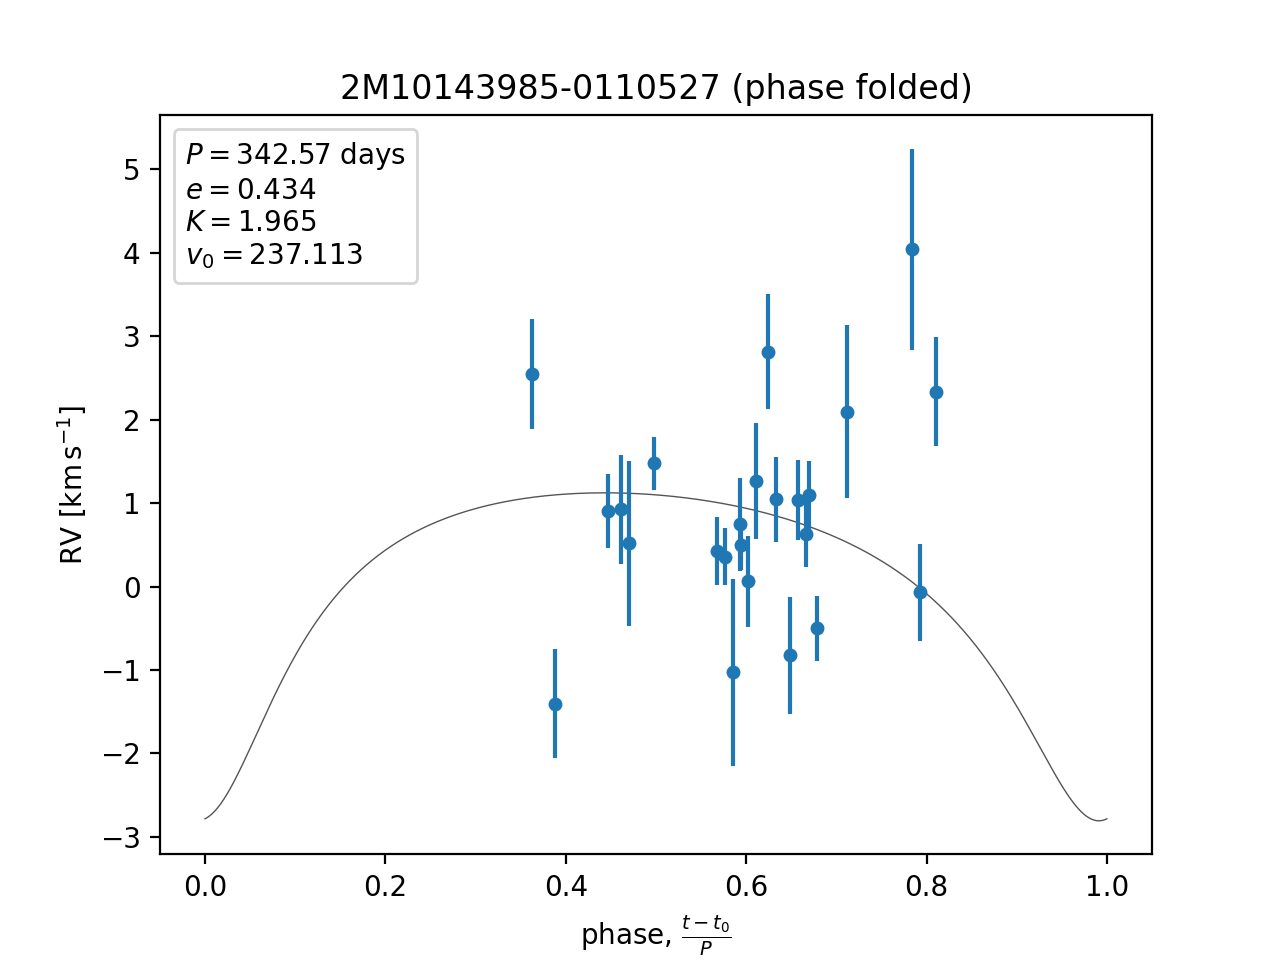 2M10143985-0110527 (phase folded)
P = 342.57 days
e = 0.434
K = 1.965
v₀ = 237.113
5
4
3
2
1
0
−1
−2
−3
RV [km s⁻¹]
0.0 0.2 0.4 0.6 0.8 1.0
phase, (t − t₀)/P